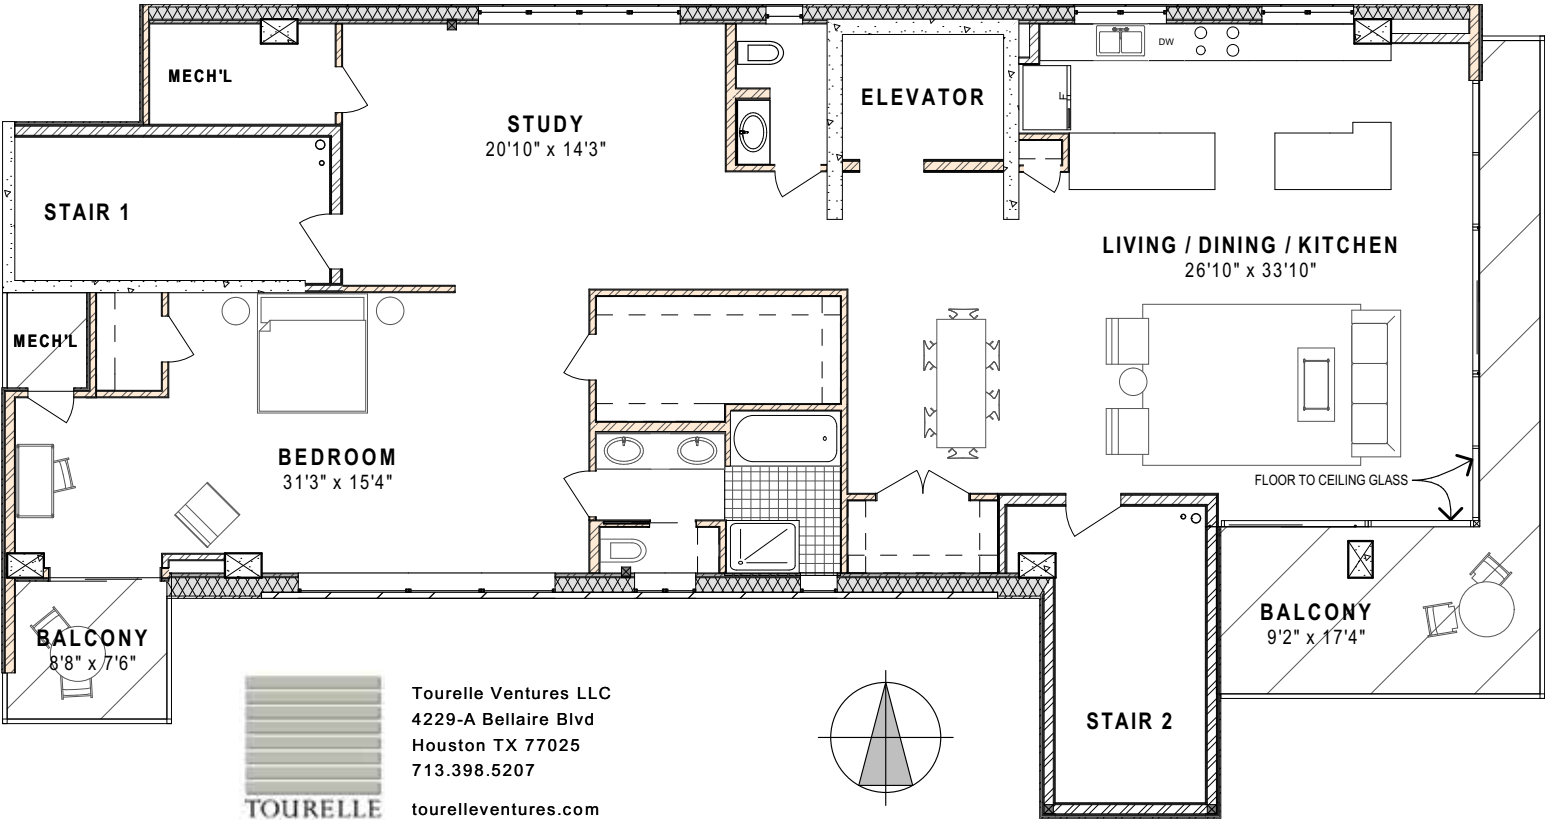 MECH'L
STUDY
20'10" x 14'3"
ELEVATOR
DW
F
STAIR 1
LIVING / DINING / KITCHEN
26'10" x 33'10"
MECH'L
BEDROOM
31'3" x 15'4"
FLOOR TO CEILING GLASS
BALCONY
8'8" x 7'6"
BALCONY
9'2" x 17'4"
STAIR 2
TOURELLE
Tourelle Ventures LLC
4229-A Bellaire Blvd
Houston TX 77025
713.398.5207
tourelleventures.com